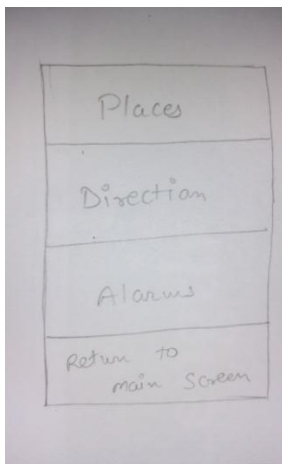 Places
Direction
Alarms
Return to
main screen